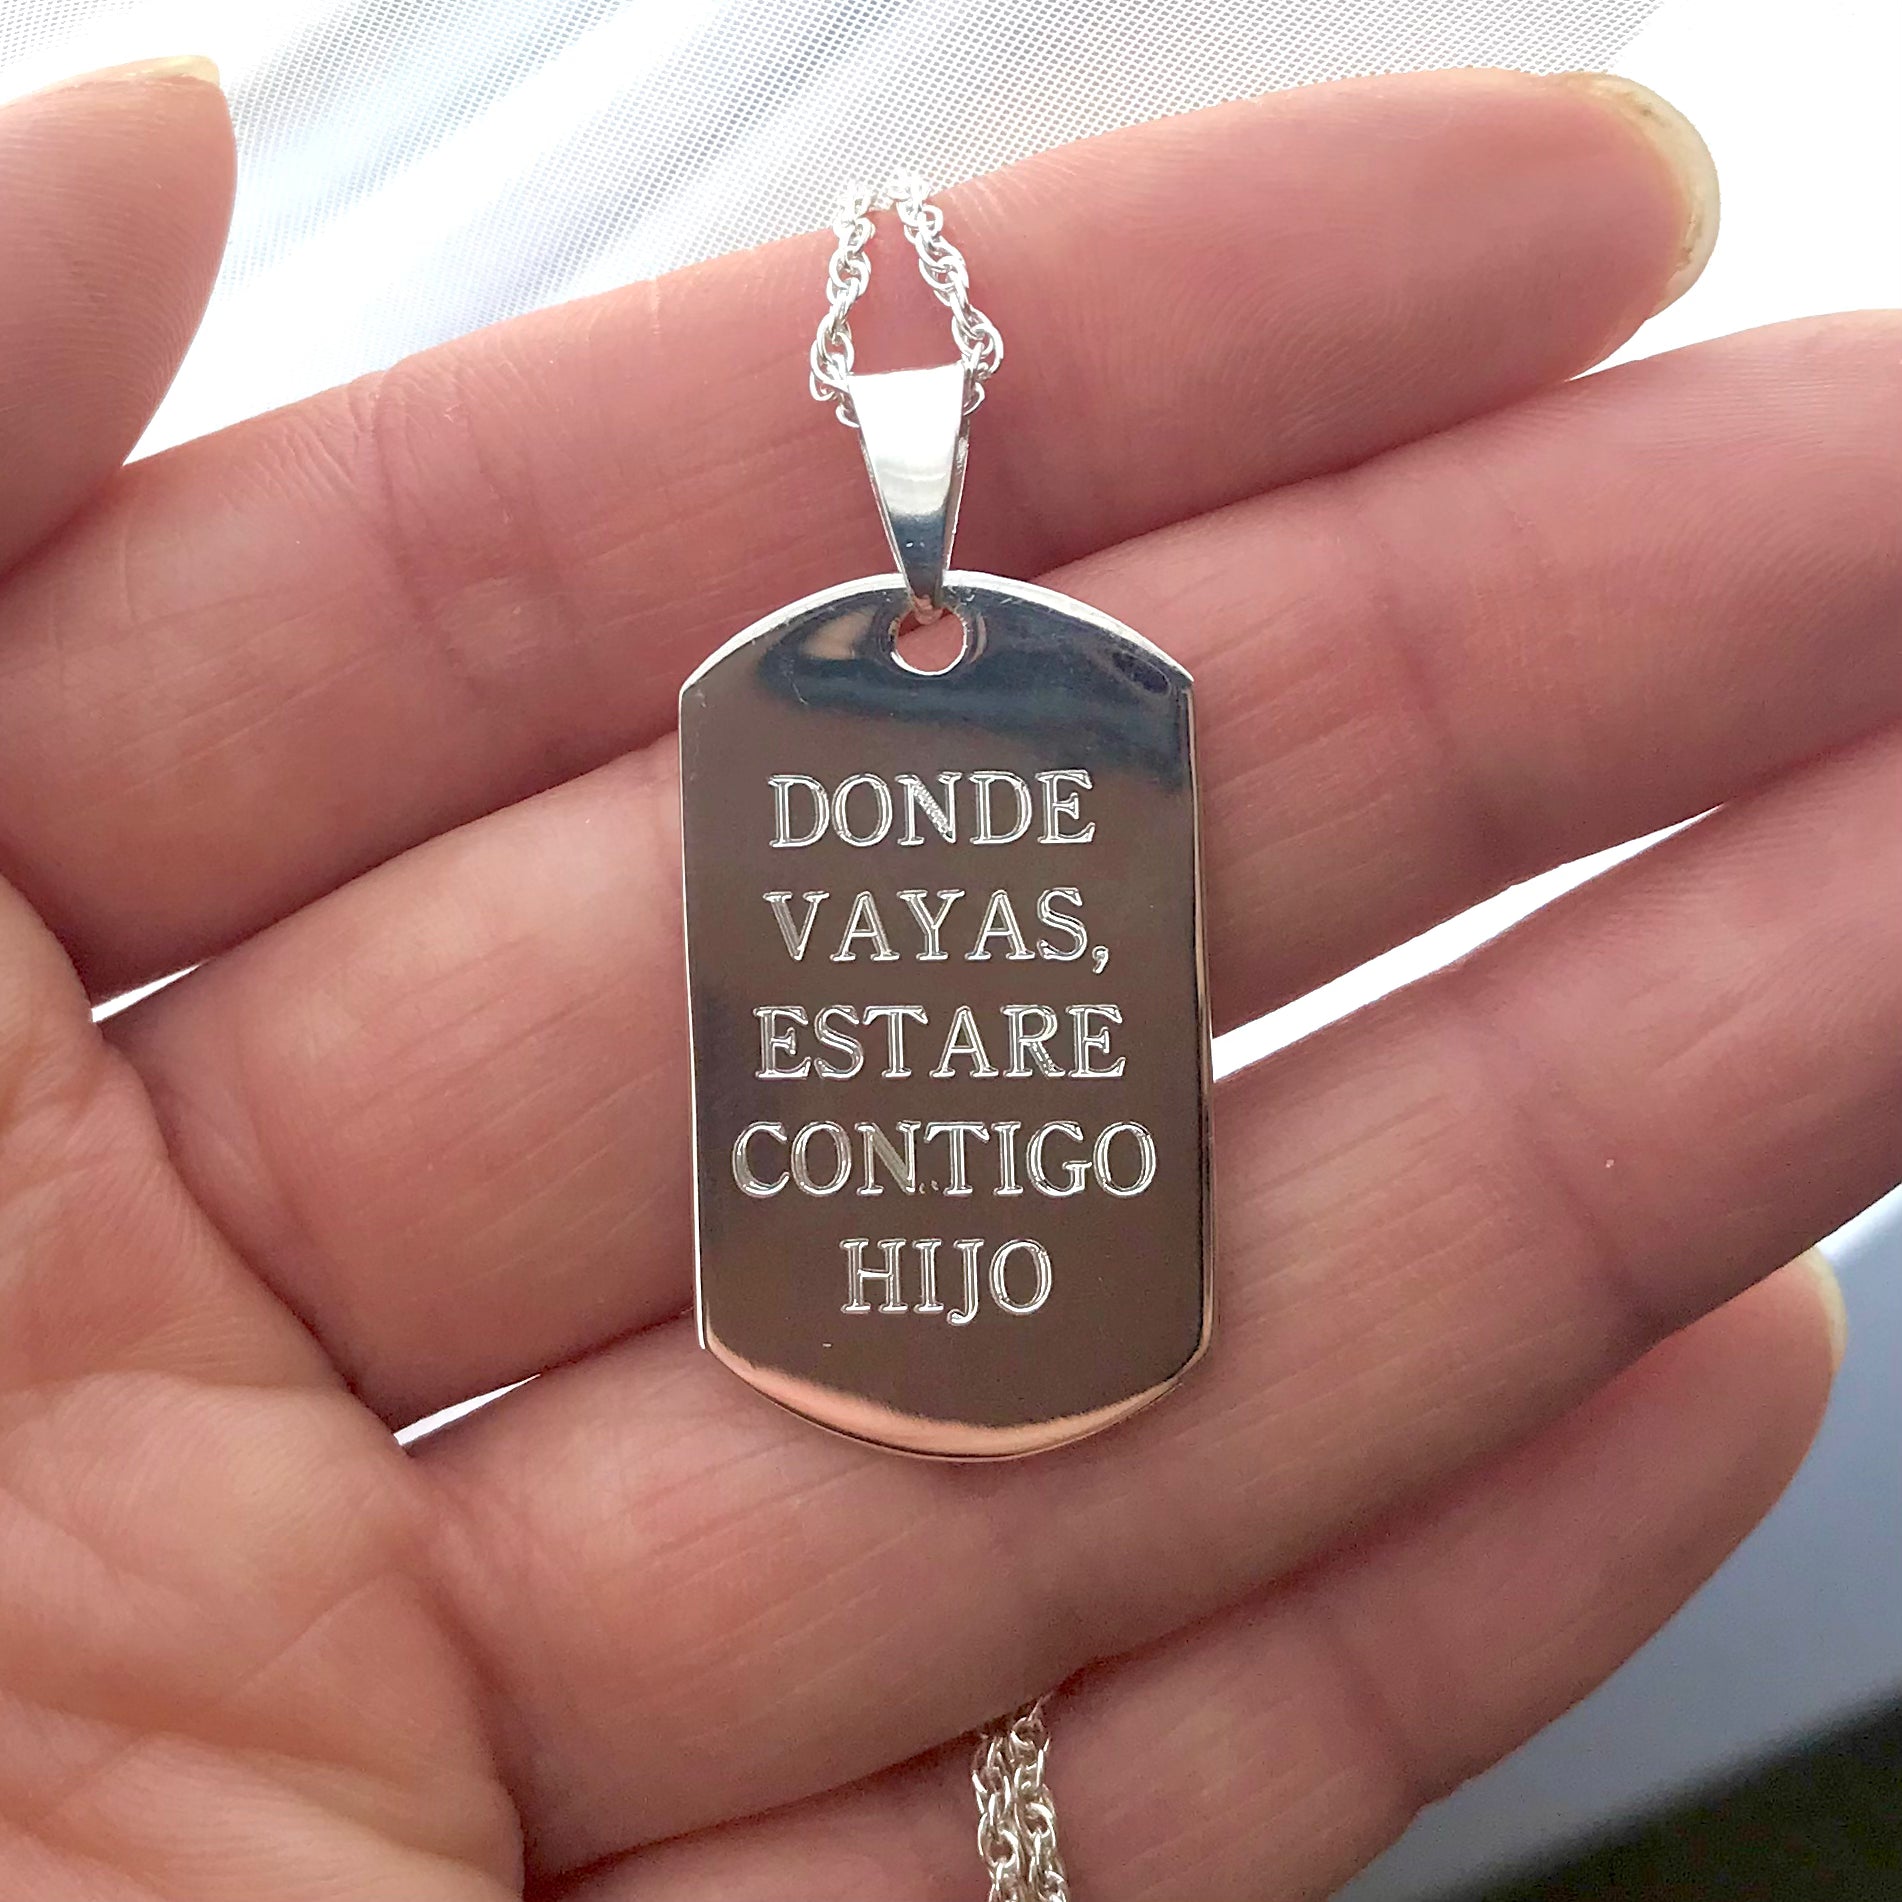 DONDE
VAYAS,
ESTARE
CONTIGO
HIJO